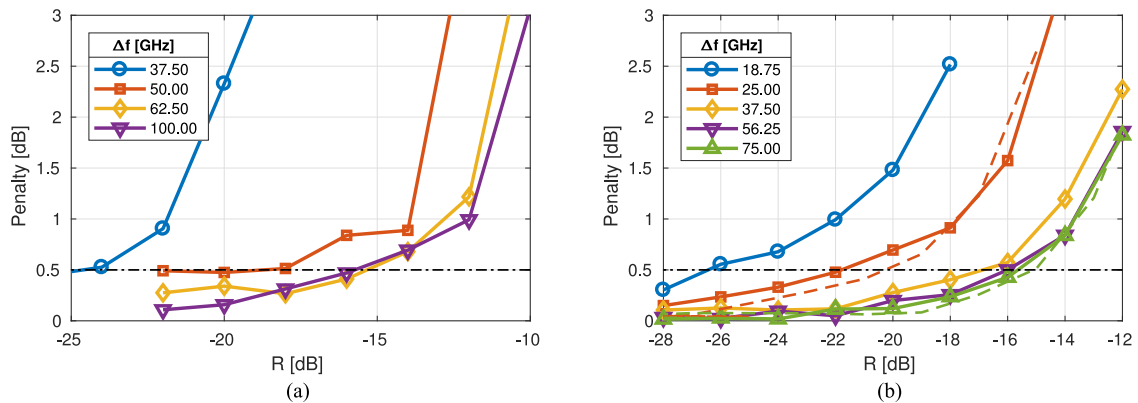 Penalty [dB]
3
2.5
2
1.5
1
0.5
0
Δf [GHz]
37.50
50.00
62.50
100.00
-25 -20 -15 -10
R [dB]
(a)
Penalty [dB]
3
2.5
2
1.5
1
0.5
0
Δf [GHz]
18.75
25.00
37.50
56.25
75.00
-28 -26 -24 -22 -20 -18 -16 -14 -12
R [dB]
(b)